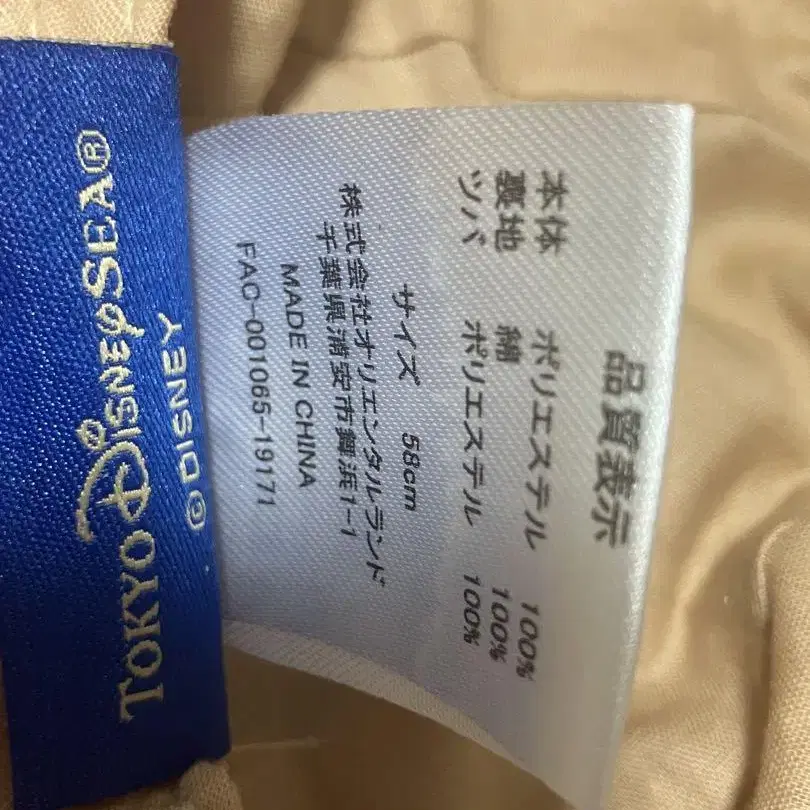 TOKYO DISNEYSEA®
© DISNEY
品質表示
本体 ポリエステル 100%
裏地 綿 100%
ツバ ポリエステル 100%
サイズ 58cm
株式会社オリエンタルランド
千葉県浦安市舞浜1-1
MADE IN CHINA
FAC-001065-19171